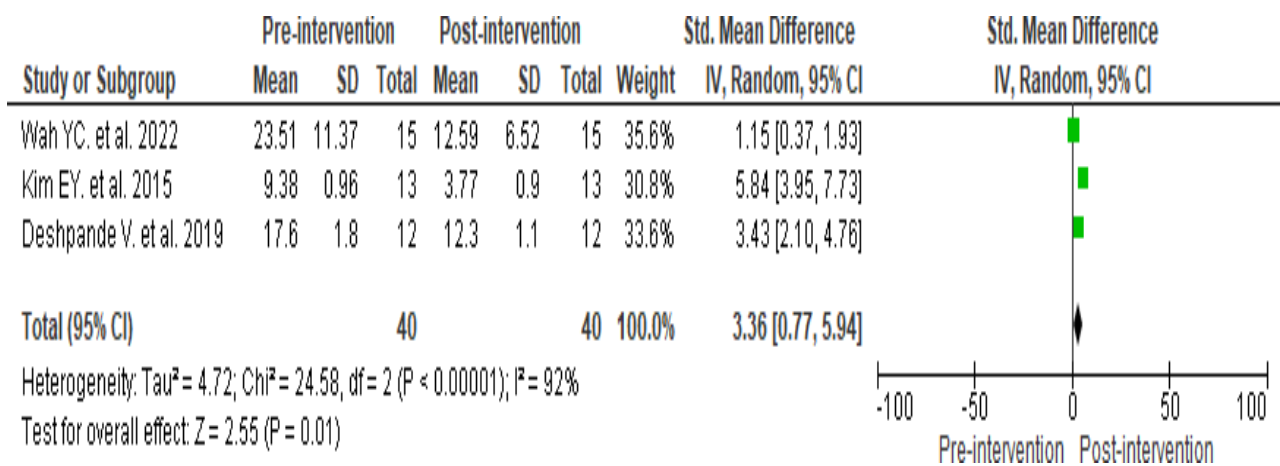 Pre-intervention Post-intervention Std. Mean Difference Std. Mean Difference
Study or Subgroup Mean SD Total Mean SD Total Weight IV, Random, 95% CI IV, Random, 95% CI
Wah YC. et al. 2022 23.51 11.37 15 12.59 6.52 15 35.6% 1.15 [0.37, 1.93]
Kim EY. et al. 2015 9.38 0.96 13 3.77 0.9 13 30.8% 5.84 [3.95, 7.73]
Deshpande V. et al. 2019 17.6 1.8 12 12.3 1.1 12 33.6% 3.43 [2.10, 4.76]
Total (95% CI) 40 40 100.0% 3.36 [0.77, 5.94]
Heterogeneity: Tau² = 4.72; Chi² = 24.58, df = 2 (P < 0.00001); I² = 92%
Test for overall effect: Z = 2.55 (P = 0.01)
-100 -50 0 50 100
Pre-intervention Post-intervention